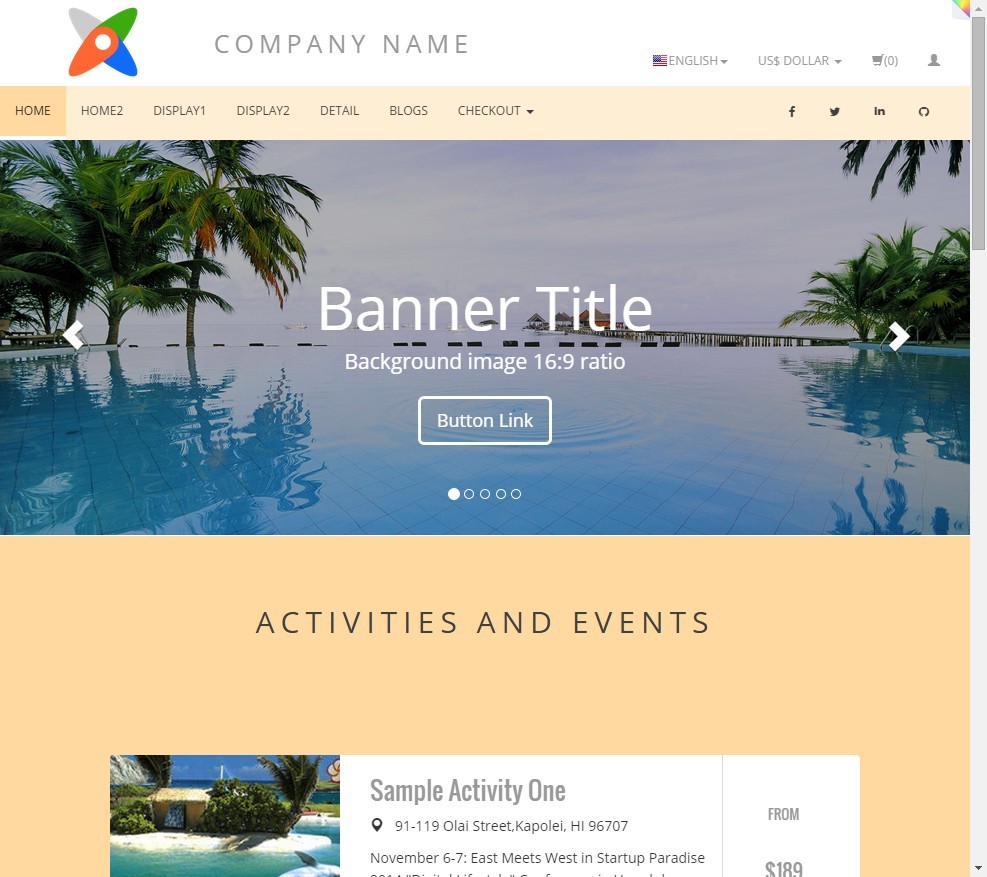 COMPANY NAME
ENGLISH US$ DOLLAR (0)
HOME HOME2 DISPLAY1 DISPLAY2 DETAIL BLOGS CHECKOUT
Banner Title
Background image 16:9 ratio
Button Link
ACTIVITIES AND EVENTS
Sample Activity One
91-119 Olai Street,Kapolei, HI 96707
November 6-7: East Meets West in Startup Paradise
FROM
$189